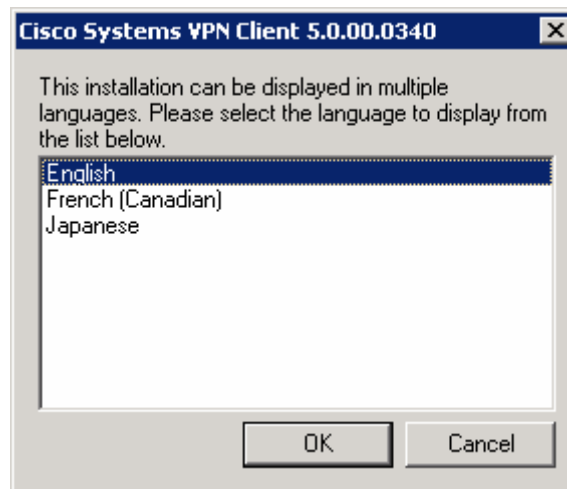 Cisco Systems VPN Client 5.0.00.0340
This installation can be displayed in multiple
languages. Please select the language to display from
the list below.
English
French (Canadian)
Japanese
OK
Cancel